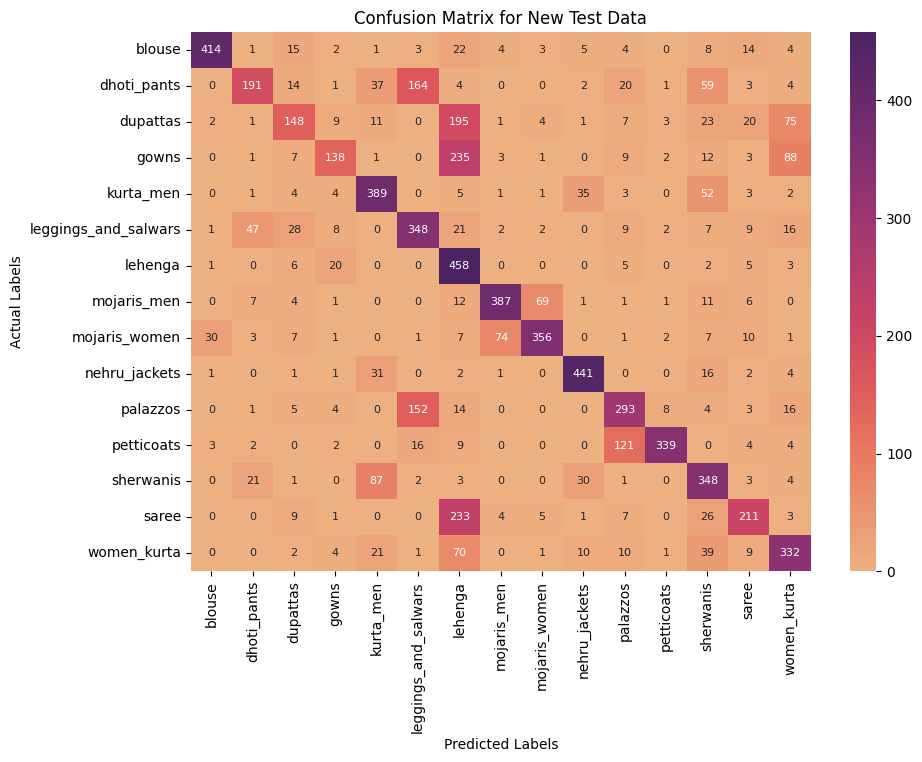 Confusion Matrix for New Test Data
blouse 414 1 15 2 1 3 22 4 3 5 4 0 8 14 4
dhoti_pants 0 191 14 1 37 164 4 0 0 2 20 1 59 3 4
dupattas 2 1 148 9 11 0 195 1 4 1 7 3 23 20 75
gowns 0 1 7 138 1 0 235 3 1 0 9 2 12 3 88
kurta_men 0 1 4 4 389 0 5 1 1 35 3 0 52 3 2
leggings_and_salwars 1 47 28 8 0 348 21 2 2 0 9 2 7 9 16
lehenga 1 0 6 20 0 0 458 0 0 0 5 0 2 5 3
mojaris_men 0 7 4 1 0 0 12 387 69 1 1 1 11 6 0
mojaris_women 30 3 7 1 0 1 7 74 356 0 1 2 7 10 1
nehru_jackets 1 0 1 1 31 0 2 1 0 441 0 0 16 2 4
palazzos 0 1 5 4 0 152 14 0 0 0 293 8 4 3 16
petticoats 3 2 0 2 0 16 9 0 0 0 121 339 0 4 4
sherwanis 0 21 1 0 87 2 3 0 0 30 1 0 348 3 4
saree 0 0 9 1 0 0 233 4 5 1 7 0 26 211 3
women_kurta 0 0 2 4 21 1 70 0 1 10 10 1 39 9 332
blouse
dhoti_pants
dupattas
gowns
kurta_men
leggings_and_salwars
lehenga
mojaris_men
mojaris_women
nehru_jackets
palazzos
petticoats
sherwanis
saree
women_kurta
Predicted Labels
Actual Labels
400
300
200
100
0